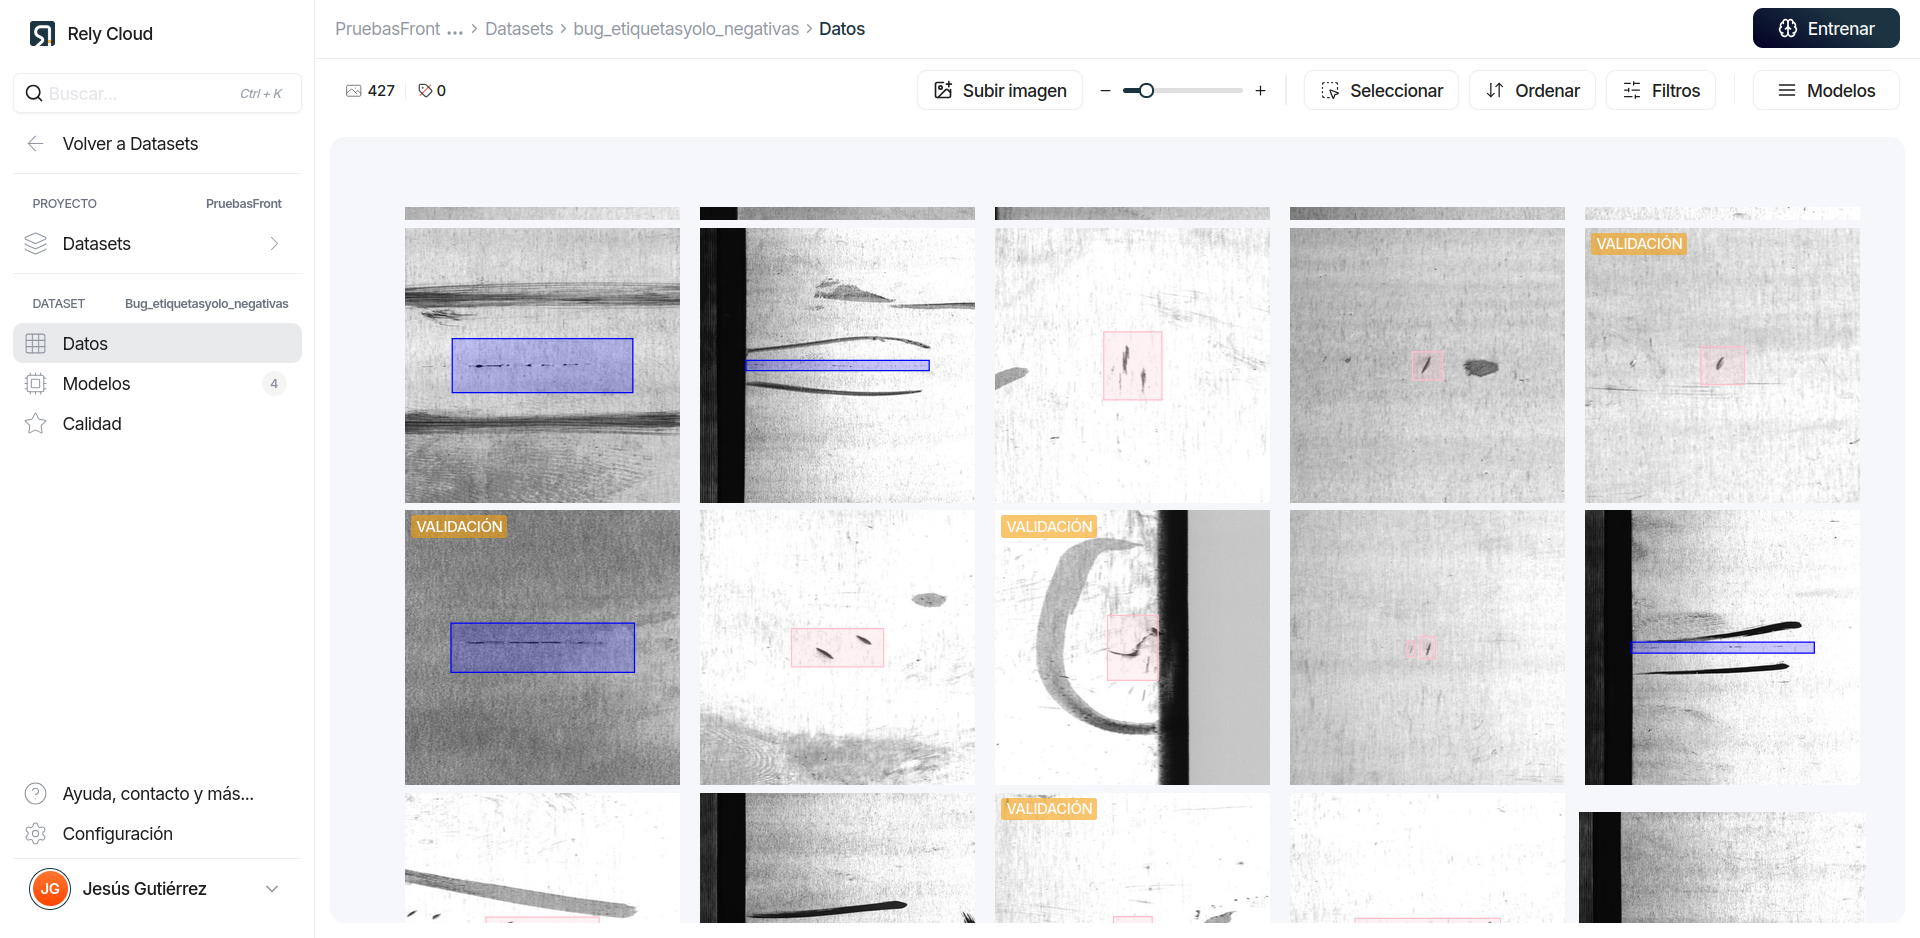 Rely Cloud
Buscar...
Ctrl + K
Volver a Datasets
PROYECTO
PruebasFront
Datasets
DATASET
Bug_etiquetasyolo_negativas
Datos
Modelos
4
Calidad
Ayuda, contacto y más...
Configuración
JG
Jesús Gutiérrez
PruebasFront ... > Datasets > bug_etiquetasyolo_negativas > Datos
Entrenar
427
0
Subir imagen
Seleccionar
Ordenar
Filtros
Modelos
VALIDACIÓN
VALIDACIÓN
VALIDACIÓN
VALIDACIÓN